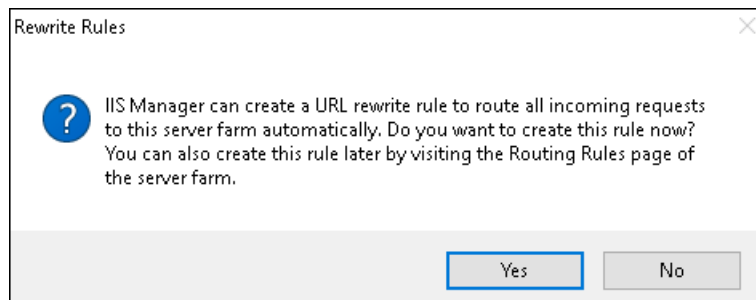 Rewrite Rules
IIS Manager can create a URL rewrite rule to route all incoming requests
to this server farm automatically. Do you want to create this rule now?
You can also create this rule later by visiting the Routing Rules page of
the server farm.
Yes
No